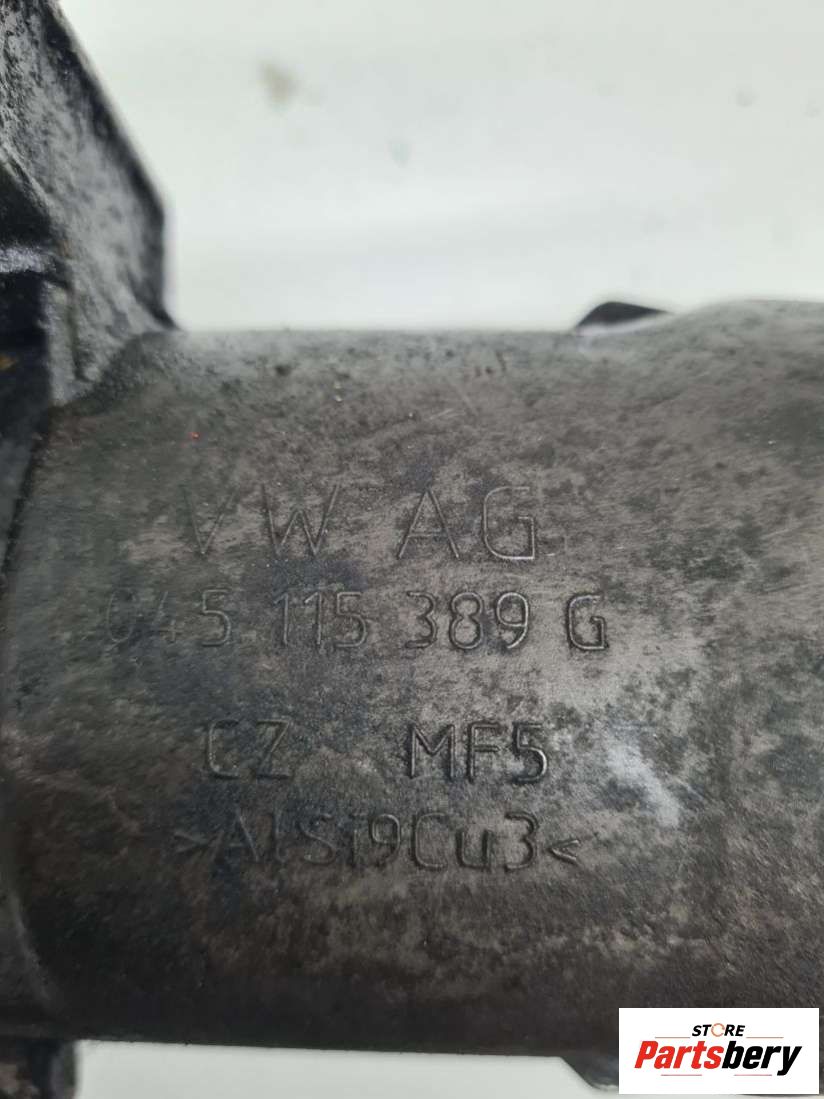 VW AG
045 115 389 G
CZ MF5
>AlSi9Cu3<
STORE
Partsbery